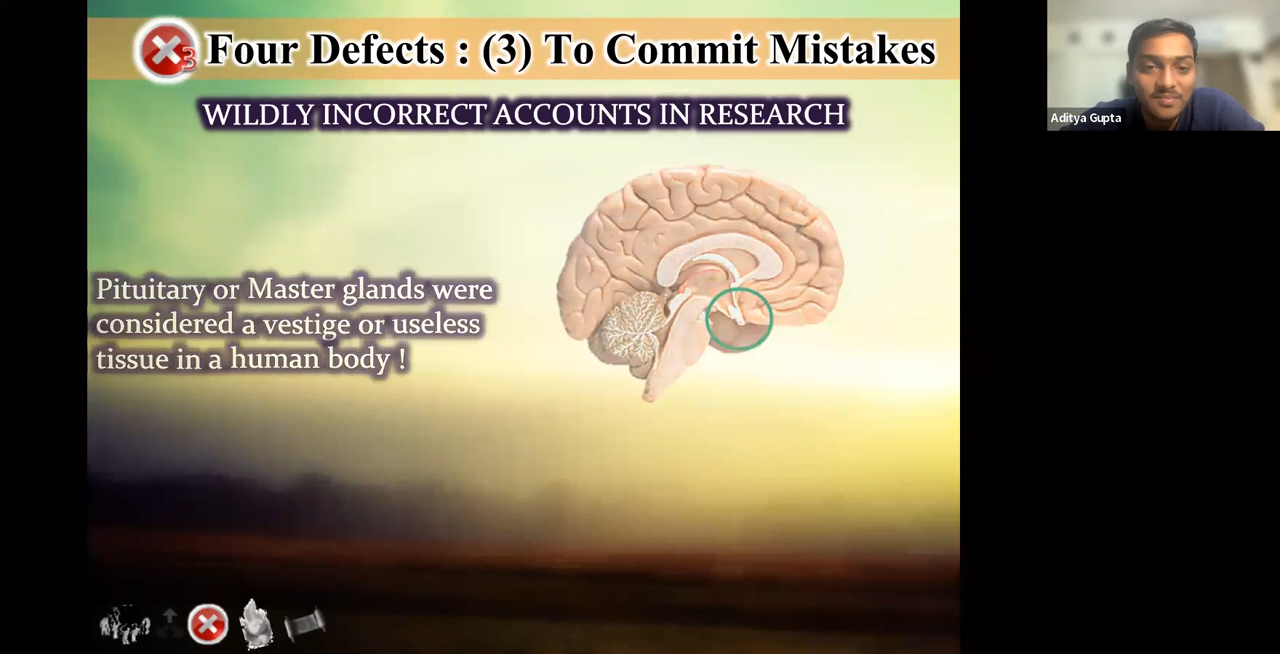 3 Four Defects : (3) To Commit Mistakes
WILDLY INCORRECT ACCOUNTS IN RESEARCH
Pituitary or Master glands were
considered a vestige or useless
tissue in a human body !
Aditya Gupta